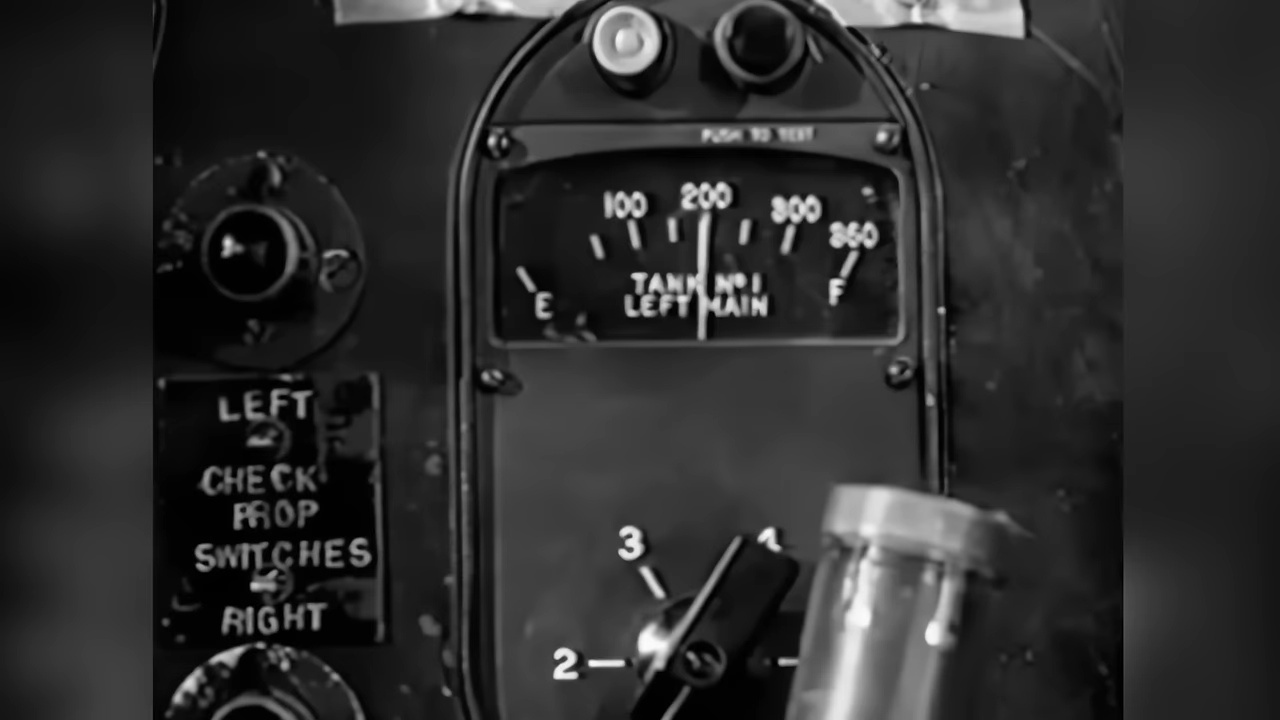 PUSH TO TEST
100 200 300 350
TANK Nº 1
LEFT MAIN
E F
LEFT
CHECK
PROP
SWITCHES
RIGHT
3 4
2